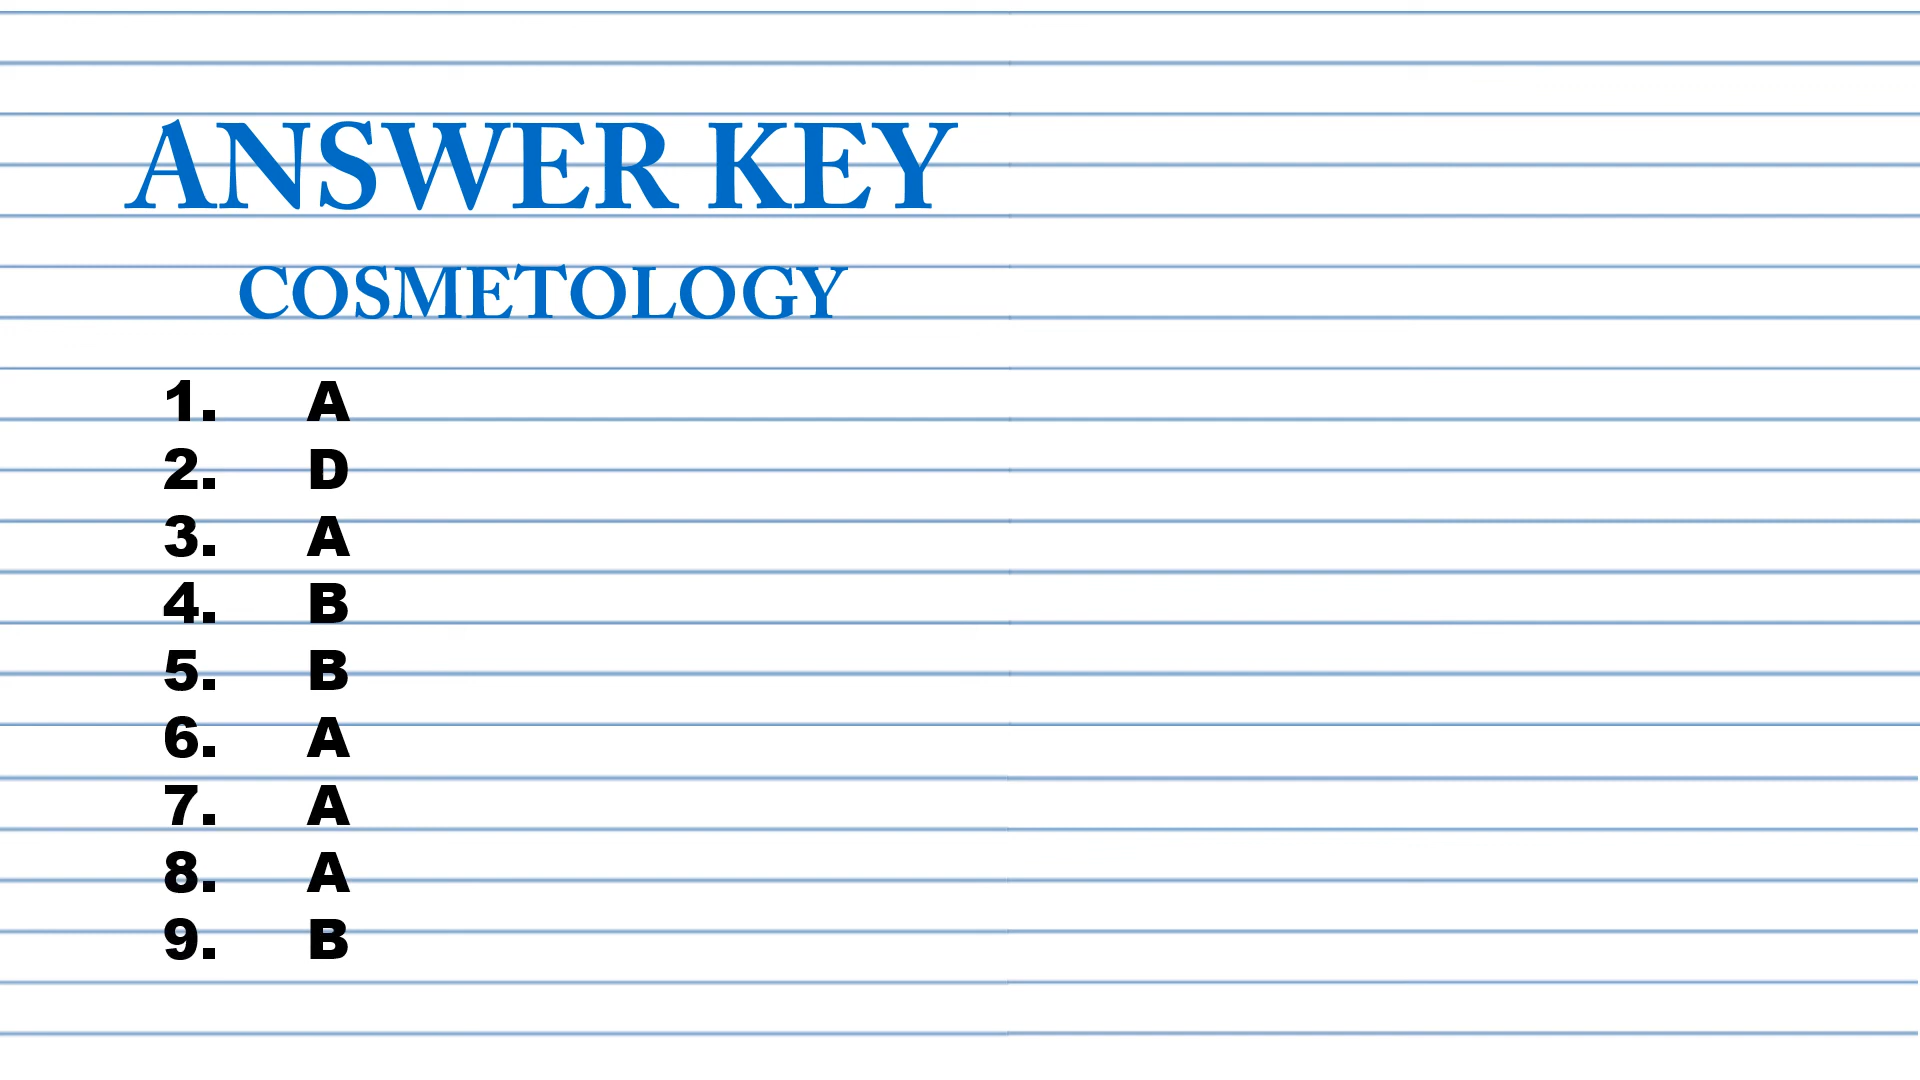 ANSWER KEY
COSMETOLOGY
1. A
2. D
3. A
4. B
5. B
6. A
7. A
8. A
9. B